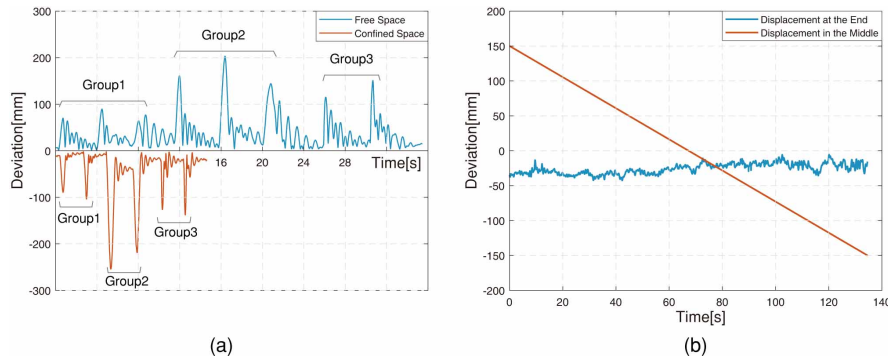 300
200
100
0
-100
-200
-300
Deviation[mm]
Free Space
Confined Space
Group1
Group2
Group3
16
20
24
28
Time[s]
Group1
Group2
Group3
(a)
200
150
100
50
0
-50
-100
-150
-200
Deviation[mm]
Displacement at the End
Displacement in the Middle
0
20
40
60
80
100
120
140
Time[s]
(b)